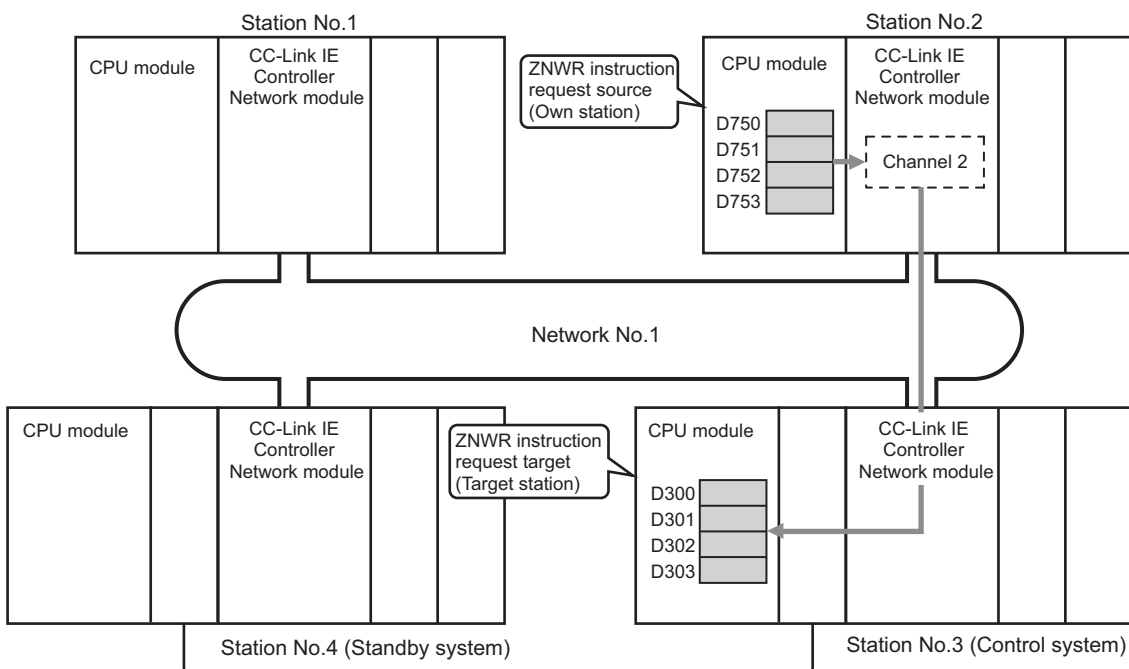 Station No.1
CPU module
CC-Link IE
Controller
Network module
Station No.2
ZNWR instruction
request source
(Own station)
CPU module
D750
D751
D752
D753
CC-Link IE
Controller
Network module
Channel 2
Network No.1
CPU module
CC-Link IE
Controller
Network module
Station No.4 (Standby system)
ZNWR instruction
request target
(Target station)
CPU module
D300
D301
D302
D303
CC-Link IE
Controller
Network module
Station No.3 (Control system)